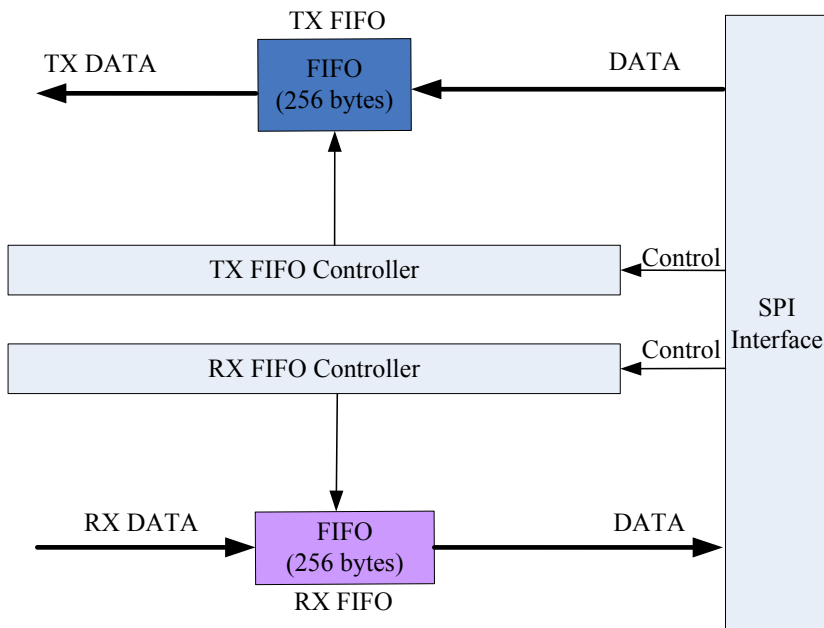 TX FIFO
TX DATA
FIFO
(256 bytes)
DATA
TX FIFO Controller
Control
SPI
Interface
RX FIFO Controller
Control
RX DATA
FIFO
(256 bytes)
DATA
RX FIFO